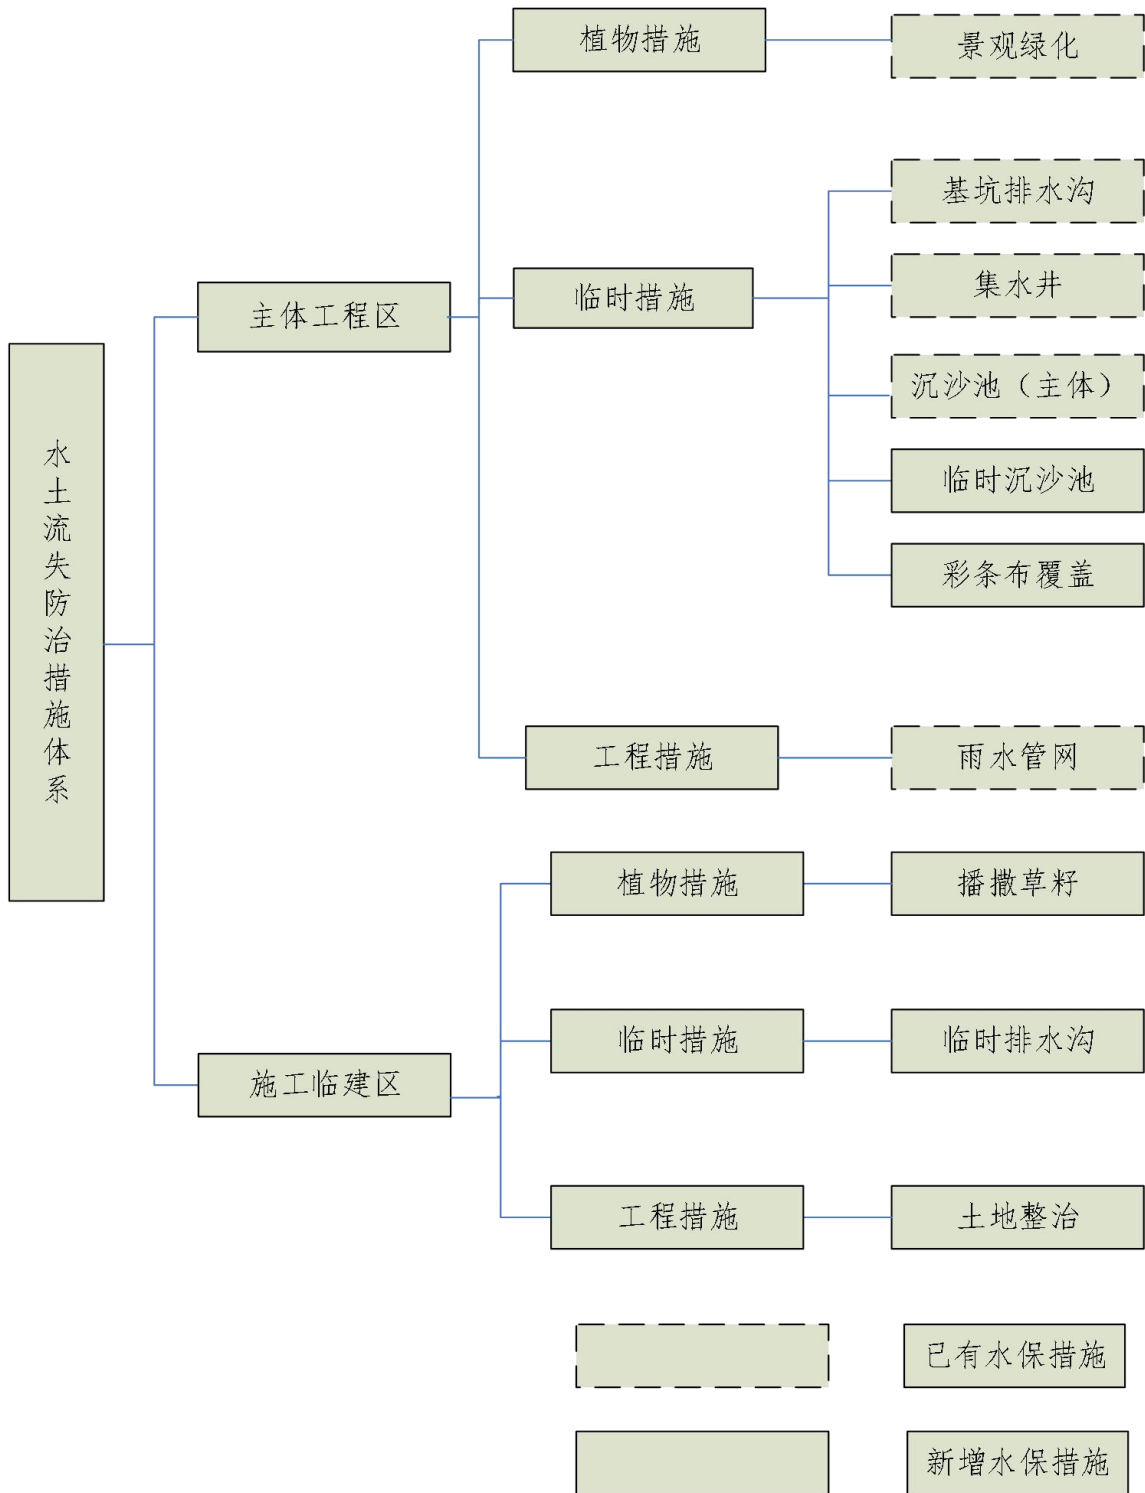 水土流失防治措施体系
主体工程区
植物措施
景观绿化
临时措施
基坑排水沟
集水井
沉沙池（主体）
临时沉沙池
彩条布覆盖
工程措施
雨水管网
施工临建区
植物措施
播撒草籽
临时措施
临时排水沟
工程措施
土地整治
已有水保措施
新增水保措施